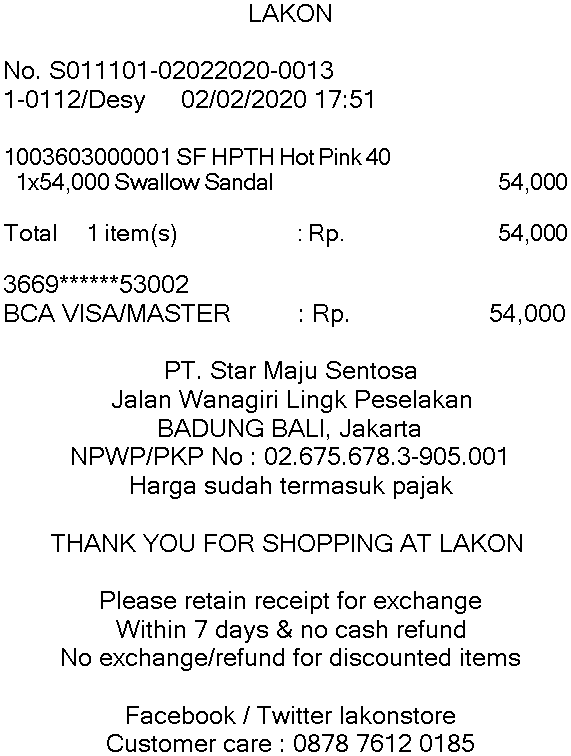 LAKON
No. S011101-02022020-0013
1-0112/Desy 02/02/2020 17:51
1003603000001 SF HPTH Hot Pink 40
1x54,000 Swallow Sandal 54,000
Total 1 item(s) : Rp. 54,000
3669******53002
BCA VISA/MASTER : Rp. 54,000
PT. Star Maju Sentosa
Jalan Wanagiri Lingk Peselakan
BADUNG BALI, Jakarta
NPWP/PKP No : 02.675.678.3-905.001
Harga sudah termasuk pajak
THANK YOU FOR SHOPPING AT LAKON
Please retain receipt for exchange
Within 7 days & no cash refund
No exchange/refund for discounted items
Facebook / Twitter lakonstore
Customer care : 0878 7612 0185